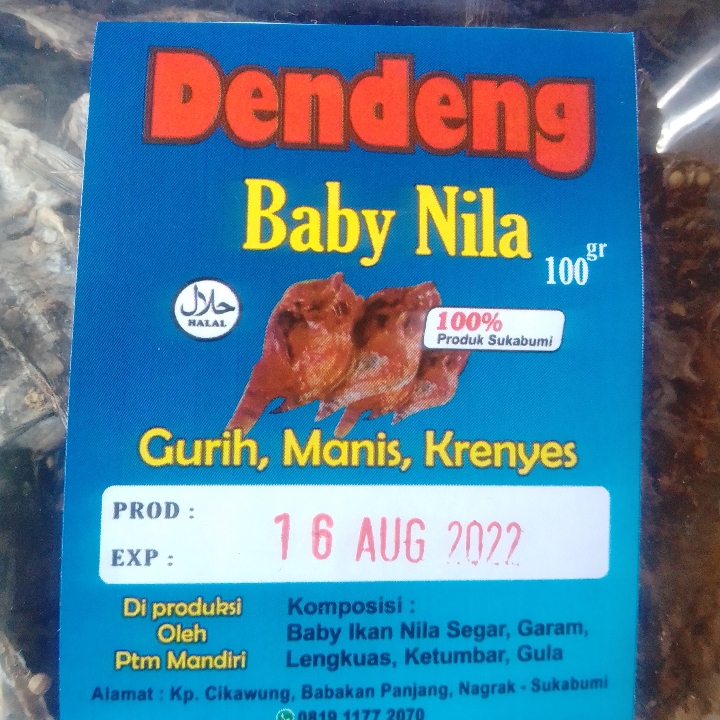 Dendeng
Baby Nila
100 gr
حلال
HALAL
100%
Produk Sukabumi
Gurih, Manis, Krenyes
PROD :
16 AUG 2022
EXP :
Di produksi
Oleh
Ptm Mandiri
Komposisi :
Baby Ikan Nila Segar, Garam,
Lengkuas, Ketumbar, Gula
Alamat : Kp. Cikawung, Babakan Panjang, Nagrak - Sukabumi
0819 1177 2070